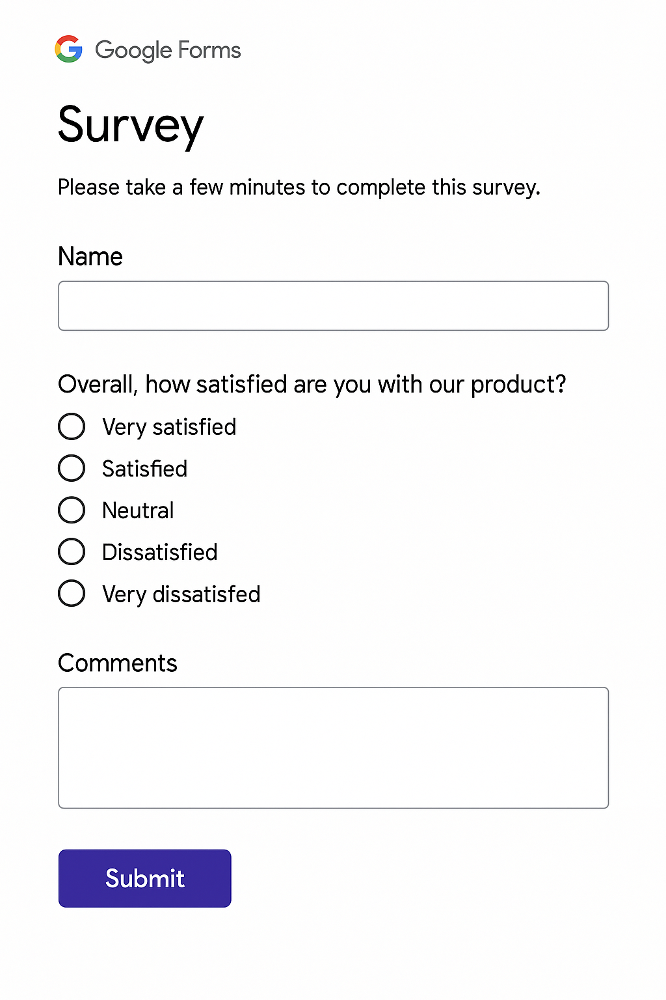 Google Forms
Survey
Please take a few minutes to complete this survey.
Name
Overall, how satisfied are you with our product?
Very satisfied
Satisfied
Neutral
Dissatisfied
Very dissatisfed
Comments
Submit